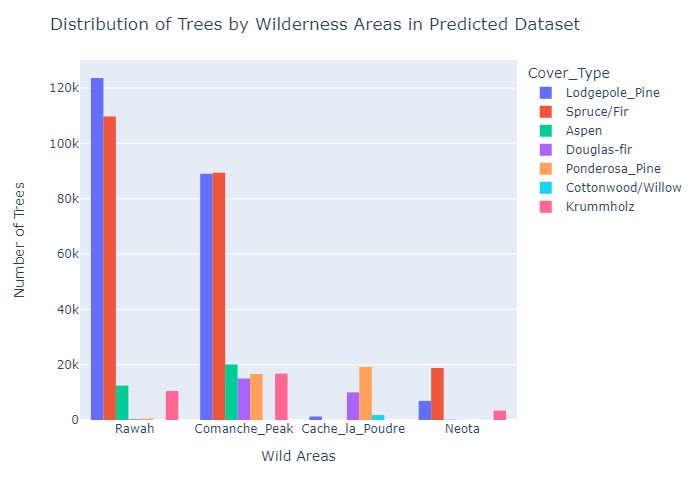 Distribution of Trees by Wilderness Areas in Predicted Dataset
Cover_Type
Lodgepole_Pine
Spruce/Fir
Aspen
Douglas-fir
Ponderosa_Pine
Cottonwood/Willow
Krummholz
Number of Trees
120k
100k
80k
60k
40k
20k
0
Rawah Comanche_Peak Cache_la_Poudre Neota
Wild Areas